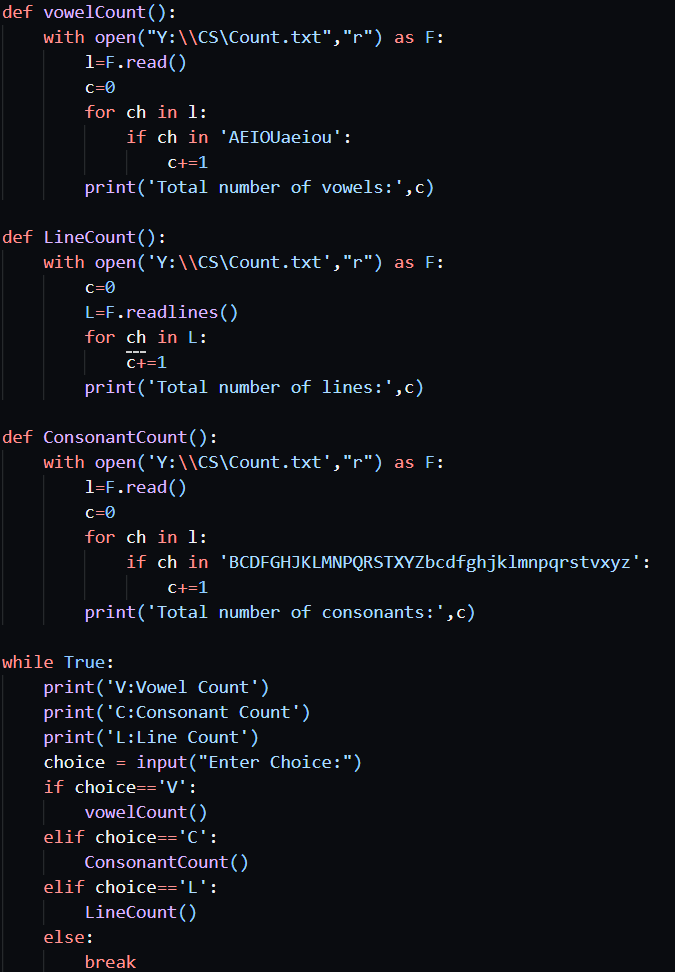 def vowelCount():
    with open("Y:\\CS\Count.txt","r") as F:
        l=F.read()
        c=0
        for ch in l:
            if ch in 'AEIOUaeiou':
                c+=1
        print('Total number of vowels:',c)

def LineCount():
    with open('Y:\\CS\Count.txt',"r") as F:
        c=0
        L=F.readlines()
        for ch in L:
            c+=1
        print('Total number of lines:',c)

def ConsonantCount():
    with open('Y:\\CS\Count.txt',"r") as F:
        l=F.read()
        c=0
        for ch in l:
            if ch in 'BCDFGHJKLMNPQRSTXYZbcdfghjklmnpqrstvxyz':
                c+=1
        print('Total number of consonants:',c)

while True:
    print('V:Vowel Count')
    print('C:Consonant Count')
    print('L:Line Count')
    choice = input("Enter Choice:")
    if choice=='V':
        vowelCount()
    elif choice=='C':
        ConsonantCount()
    elif choice=='L':
        LineCount()
    else:
        break